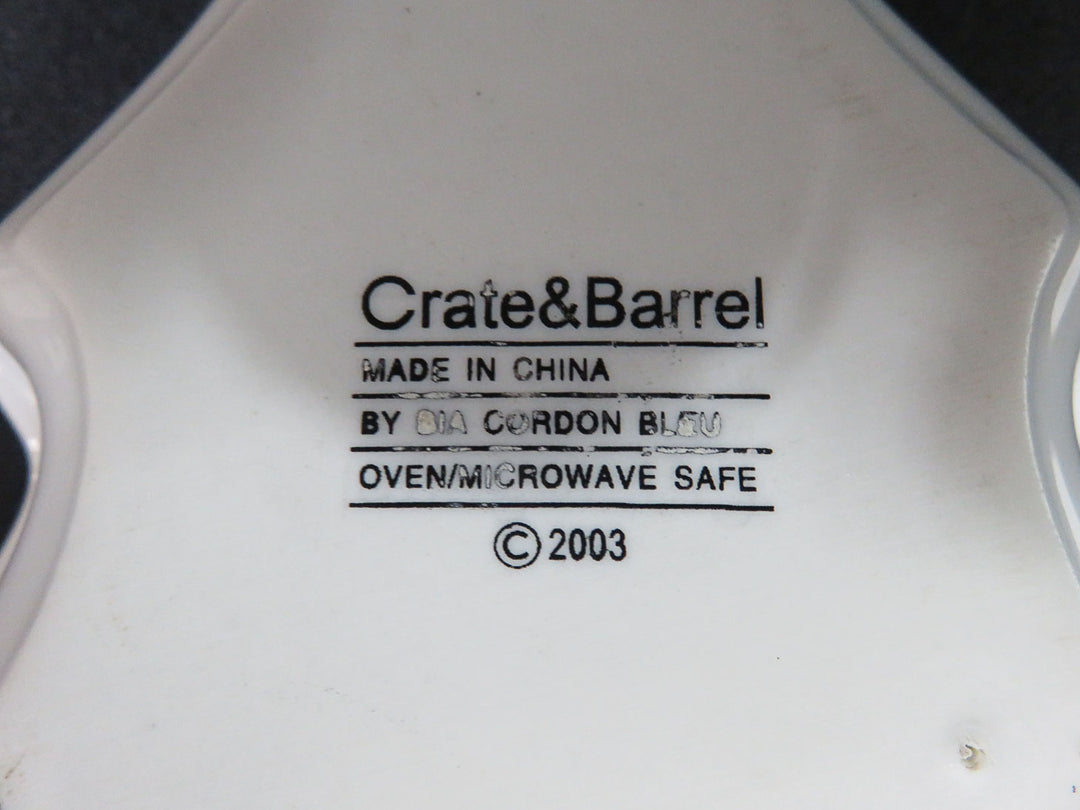 Crate&Barrel
MADE IN CHINA
BY BIA CORDON BLEU
OVEN/MICROWAVE SAFE
©2003